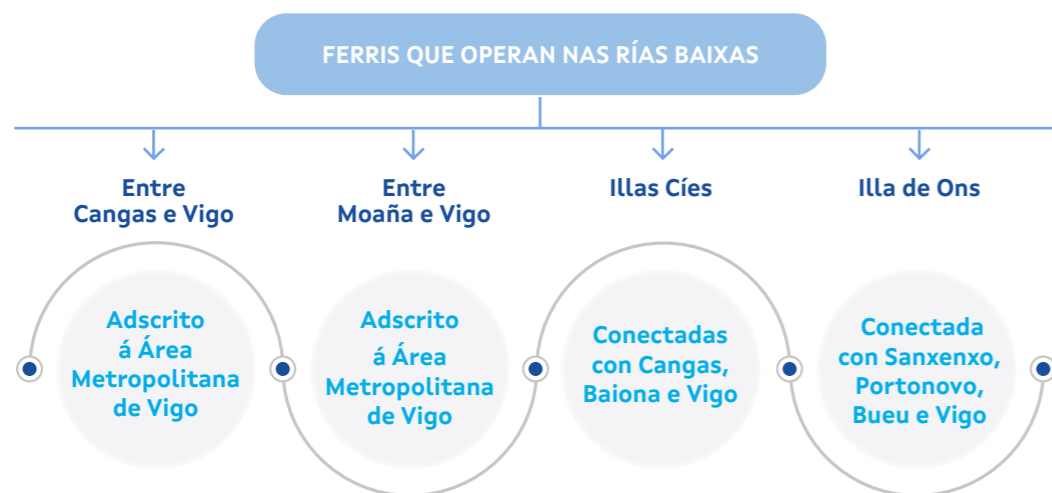 FERRIS QUE OPERAN NAS RÍAS BAIXAS
Entre
Cangas e Vigo
Entre
Moaña e Vigo
Illas Cíes
Illa de Ons
Adscrito
á Área
Metropolitana
de Vigo
Adscrito
á Área
Metropolitana
de Vigo
Conectadas
con Cangas,
Baiona e Vigo
Conectada
con Sanxenxo,
Portonovo,
Bueu e Vigo